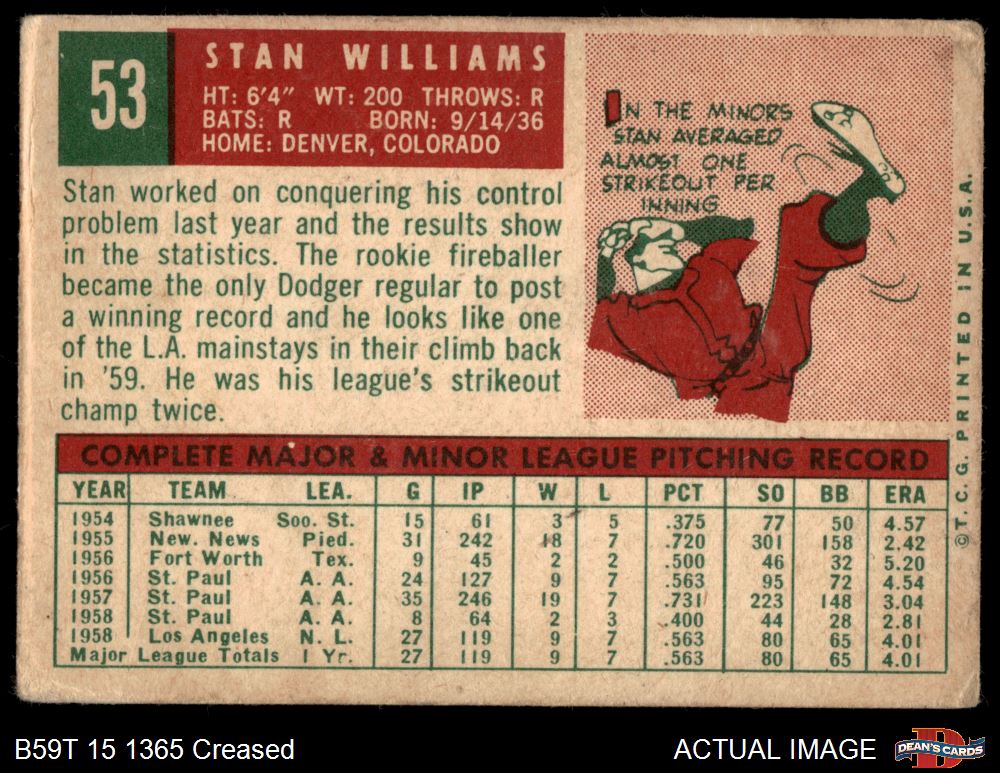 53
STAN WILLIAMS
HT: 6'4" WT: 200 THROWS: R
BATS: R BORN: 9/14/36
HOME: DENVER, COLORADO
Stan worked on conquering his control
problem last year and the results show
in the statistics. The rookie fireballer
became the only Dodger regular to post
a winning record and he looks like one
of the L.A. mainstays in their climb back
in '59. He was his league's strikeout
champ twice.
IN THE MINORS
STAN AVERAGED
ALMOST ONE
STRIKEOUT PER
INNING
COMPLETE MAJOR & MINOR LEAGUE PITCHING RECORD
YEAR TEAM LEA. G IP W L PCT SO BB ERA
1954 Shawnee Soo. St. 15 61 3 5 .375 77 50 4.57
1955 New. News Pied. 31 242 18 7 .720 301 158 2.42
1956 Fort Worth Tex. 9 45 2 2 .500 46 32 5.20
1956 St. Paul A. A. 24 127 9 7 .563 95 72 4.54
1957 St. Paul A. A. 35 246 19 7 .731 223 148 3.04
1958 St. Paul A. A. 8 64 2 3 .400 44 28 2.81
1958 Los Angeles N. L. 27 119 9 7 .563 80 65 4.01
Major League Totals 1 Yr. 27 119 9 7 .563 80 65 4.01
©T. C. G. PRINTED IN U.S.A.
B59T 15 1365 Creased
ACTUAL IMAGE
DEAN'S CARDS